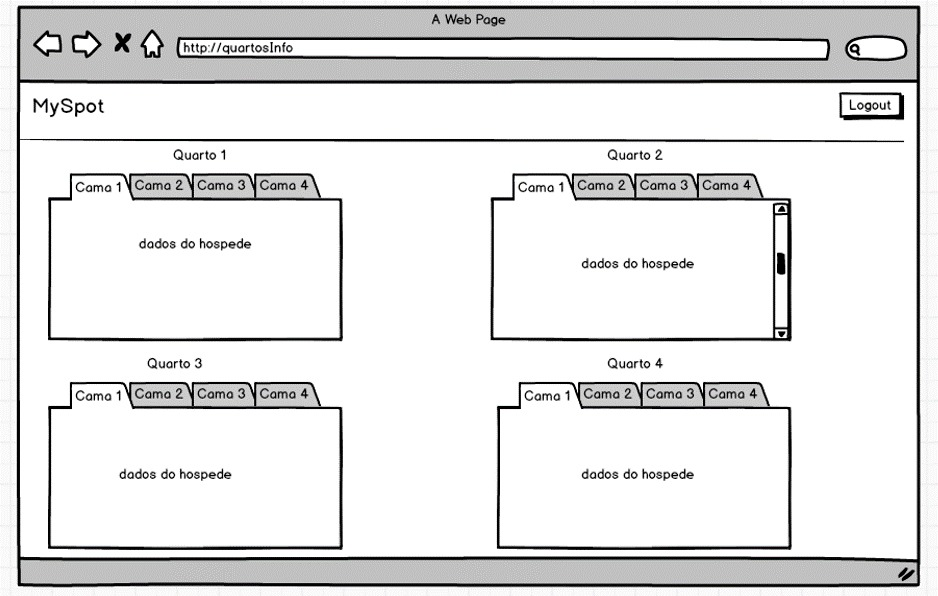 A Web Page
http://quartosInfo
MySpot
Logout
Quarto 1
Cama 1 Cama 2 Cama 3 Cama 4
dados do hospede
Quarto 2
Cama 1 Cama 2 Cama 3 Cama 4
dados do hospede
Quarto 3
Cama 1 Cama 2 Cama 3 Cama 4
dados do hospede
Quarto 4
Cama 1 Cama 2 Cama 3 Cama 4
dados do hospede